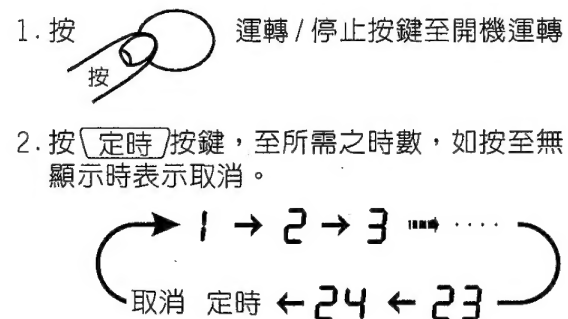 1.按 運轉/停止按鍵至開機運轉
按
2.按 定時 按鍵，至所需之時數，如按至無
顯示時表示取消。
1 → 2 → 3 ⇢ ····
取消 定時 ← 24 ← 23